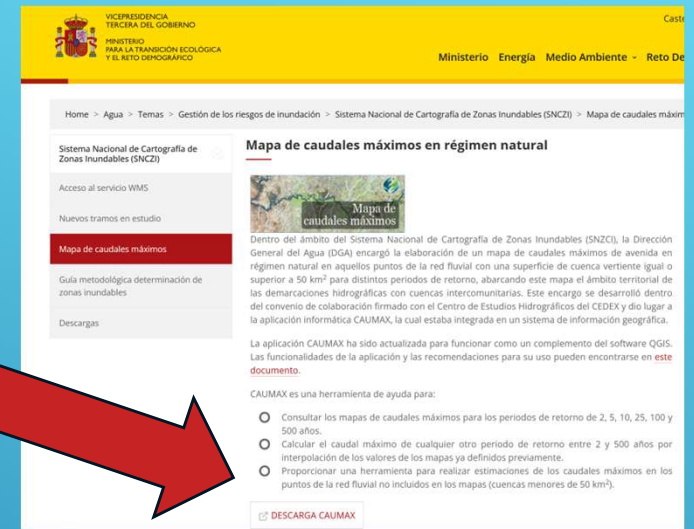 VICEPRESIDENCIA
TERCERA DEL GOBIERNO
MINISTERIO
PARA LA TRANSICIÓN ECOLÓGICA
Y EL RETO DEMOGRÁFICO
Caste
Ministerio Energía Medio Ambiente Reto De
Home > Agua > Temas > Gestión de los riesgos de inundación > Sistema Nacional de Cartografía de Zonas Inundables (SNCZI) > Mapa de caudales máxim
Sistema Nacional de Cartografía de
Zonas Inundables (SNCZI)
Acceso al servicio WMS
Nuevos tramos en estudio
Mapa de caudales máximos
Guía metodológica determinación de
zonas inundables
Descargas
Mapa de caudales máximos en régimen natural
Mapa de
caudales máximos
Dentro del ámbito del Sistema Nacional de Cartografía de Zonas Inundables (SNZCI), la Dirección
General del Agua (DGA) encargó la elaboración de un mapa de caudales máximos de avenida en
régimen natural en aquellos puntos de la red fluvial con una superficie de cuenca vertiente igual o
superior a 50 km² para distintos periodos de retorno, abarcando este mapa el ámbito territorial de
las demarcaciones hidrográficas con cuencas intercomunitarias. Este encargo se desarrolló dentro
del convenio de colaboración firmado con el Centro de Estudios Hidrográficos del CEDEX y dio lugar a
la aplicación informática CAUMAX, la cual estaba integrada en un sistema de información geográfica.
La aplicación CAUMAX ha sido actualizada para funcionar como un complemento del software QGIS.
Las funcionalidades de la aplicación y las recomendaciones para su uso pueden encontrarse en este
documento.
CAUMAX es una herramienta de ayuda para:
Consultar los mapas de caudales máximos para los periodos de retorno de 2, 5, 10, 25, 100 y
500 años.
Calcular el caudal máximo de cualquier otro periodo de retorno entre 2 y 500 años por
interpolación de los valores de los mapas ya definidos previamente.
Proporcionar una herramienta para realizar estimaciones de los caudales máximos en los
puntos de la red fluvial no incluidos en los mapas (cuencas menores de 50 km²).
DESCARGA CAUMAX